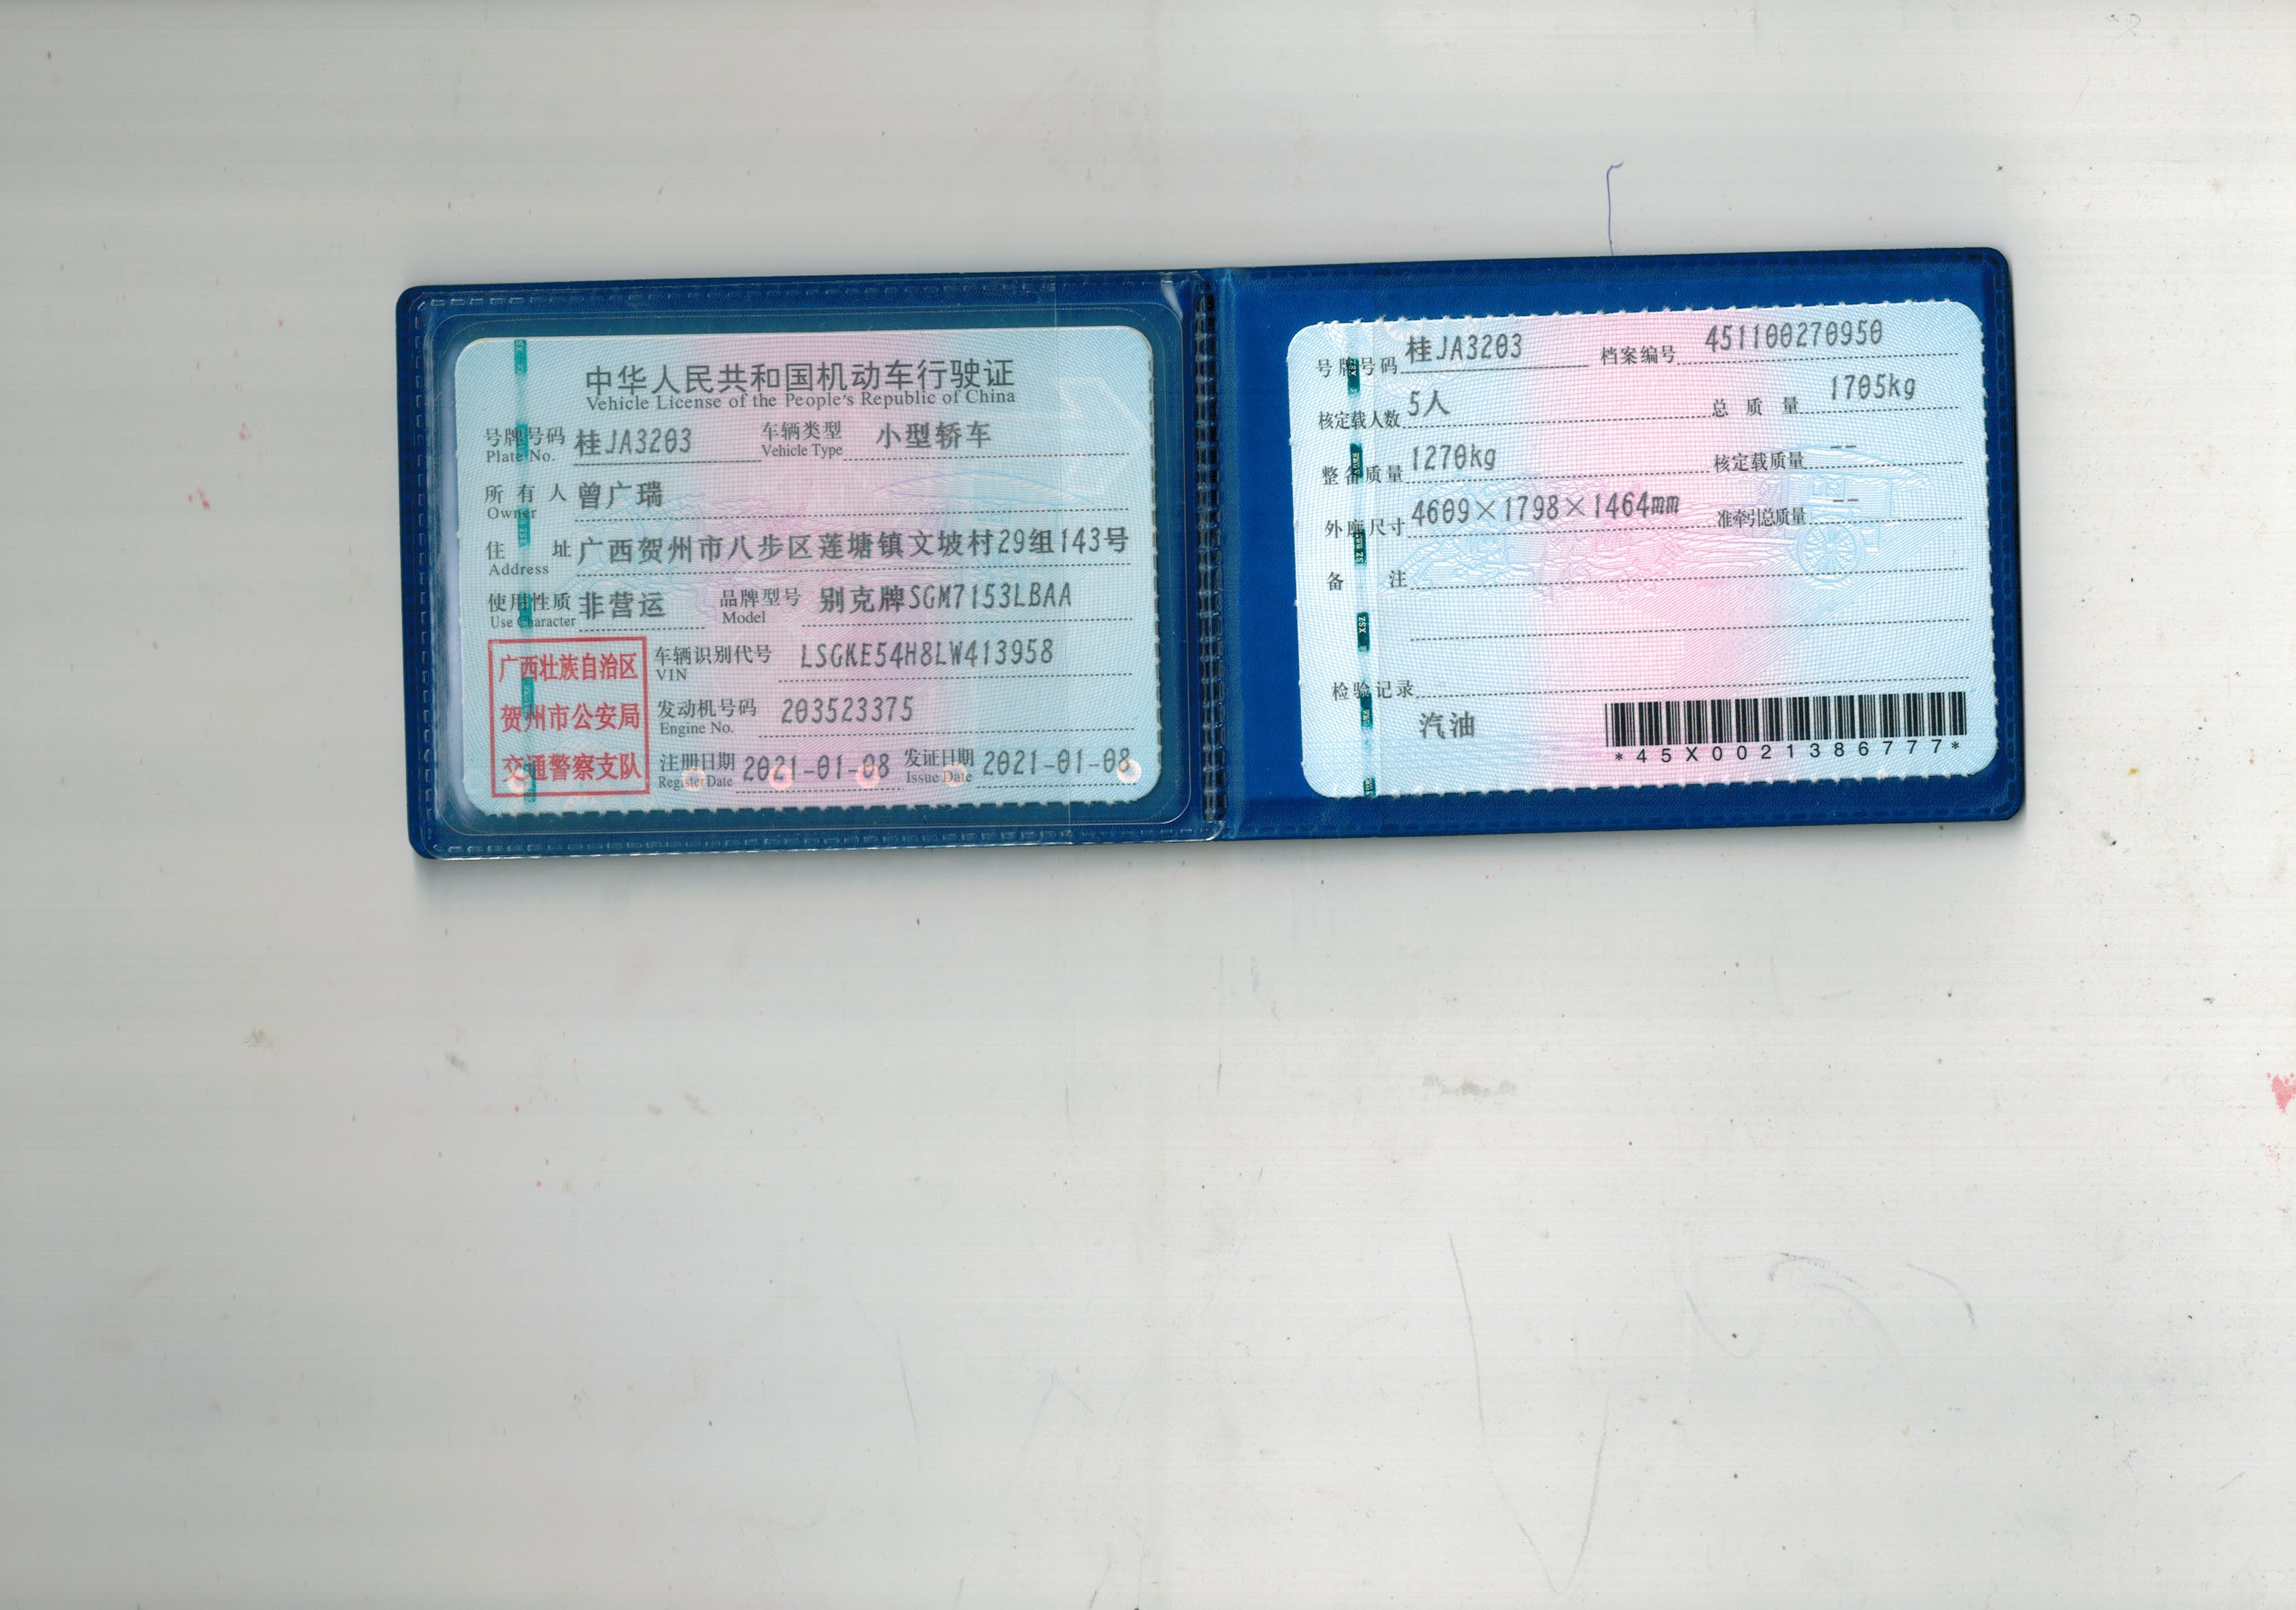 中华人民共和国机动车行驶证
Vehicle License of the People's Republic of China
号牌号码 桂JA3203 车辆类型 小型轿车
Plate No. Vehicle Type
所有人 曾广瑞
Owner
住址 广西贺州市八步区莲塘镇文坡村29组143号
Address
使用性质 非营运 品牌型号 别克牌SGM7153LBAA
Use Character Model
广西壮族自治区
贺州市公安局
交通警察支队
车辆识别代号 LSGKE54H8LW413958
VIN
发动机号码 203523375
Engine No.
注册日期 2021-01-08 发证日期 2021-01-08
Register Date Issue Date
号牌号码 桂JA3203 档案编号 451100270950
核定载人数 5人 总质量 1705kg
整备质量 1270kg 核定载质量 --
外廓尺寸 4609×1798×1464mm 准牵引总质量 --
备注
检验记录
汽油
*45X0021386777*